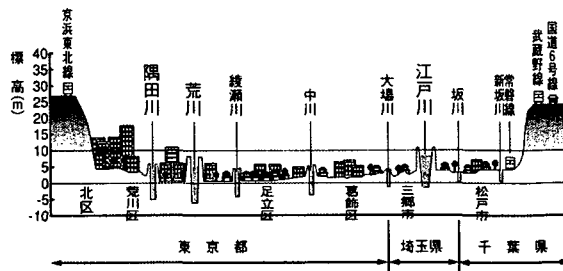 京浜東北線
標高(m)
40
35
30
25
20
15
10
5
0
-5
-10
隅田川
荒川
綾瀬川
中川
大場川
江戸川
坂川
新坂川
常磐線
武蔵野線
国道6号線
北区
荒川区
足立区
葛飾区
三郷市
松戸市
東京都
埼玉県
千葉県